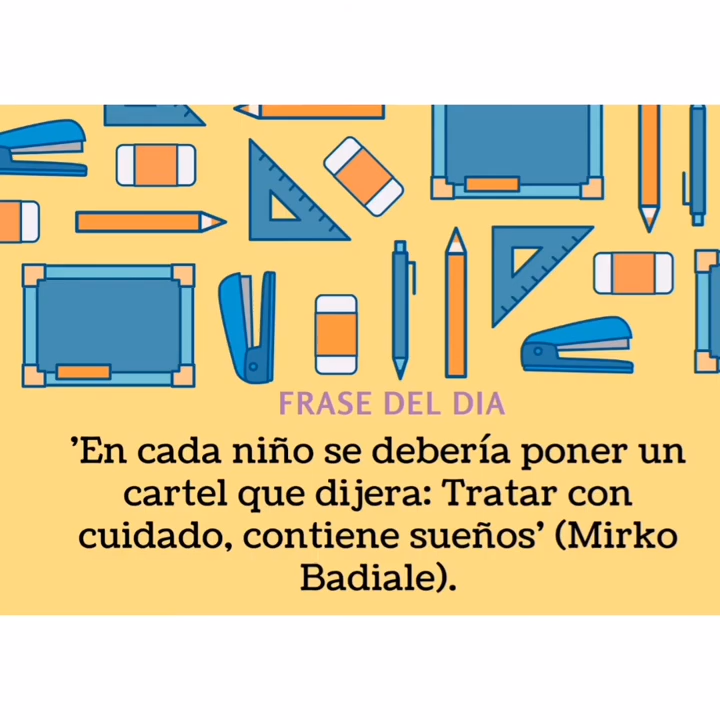 FRASE DEL DIA
'En cada niño se debería poner un
cartel que dijera: Tratar con
cuidado, contiene sueños' (Mirko
Badiale).